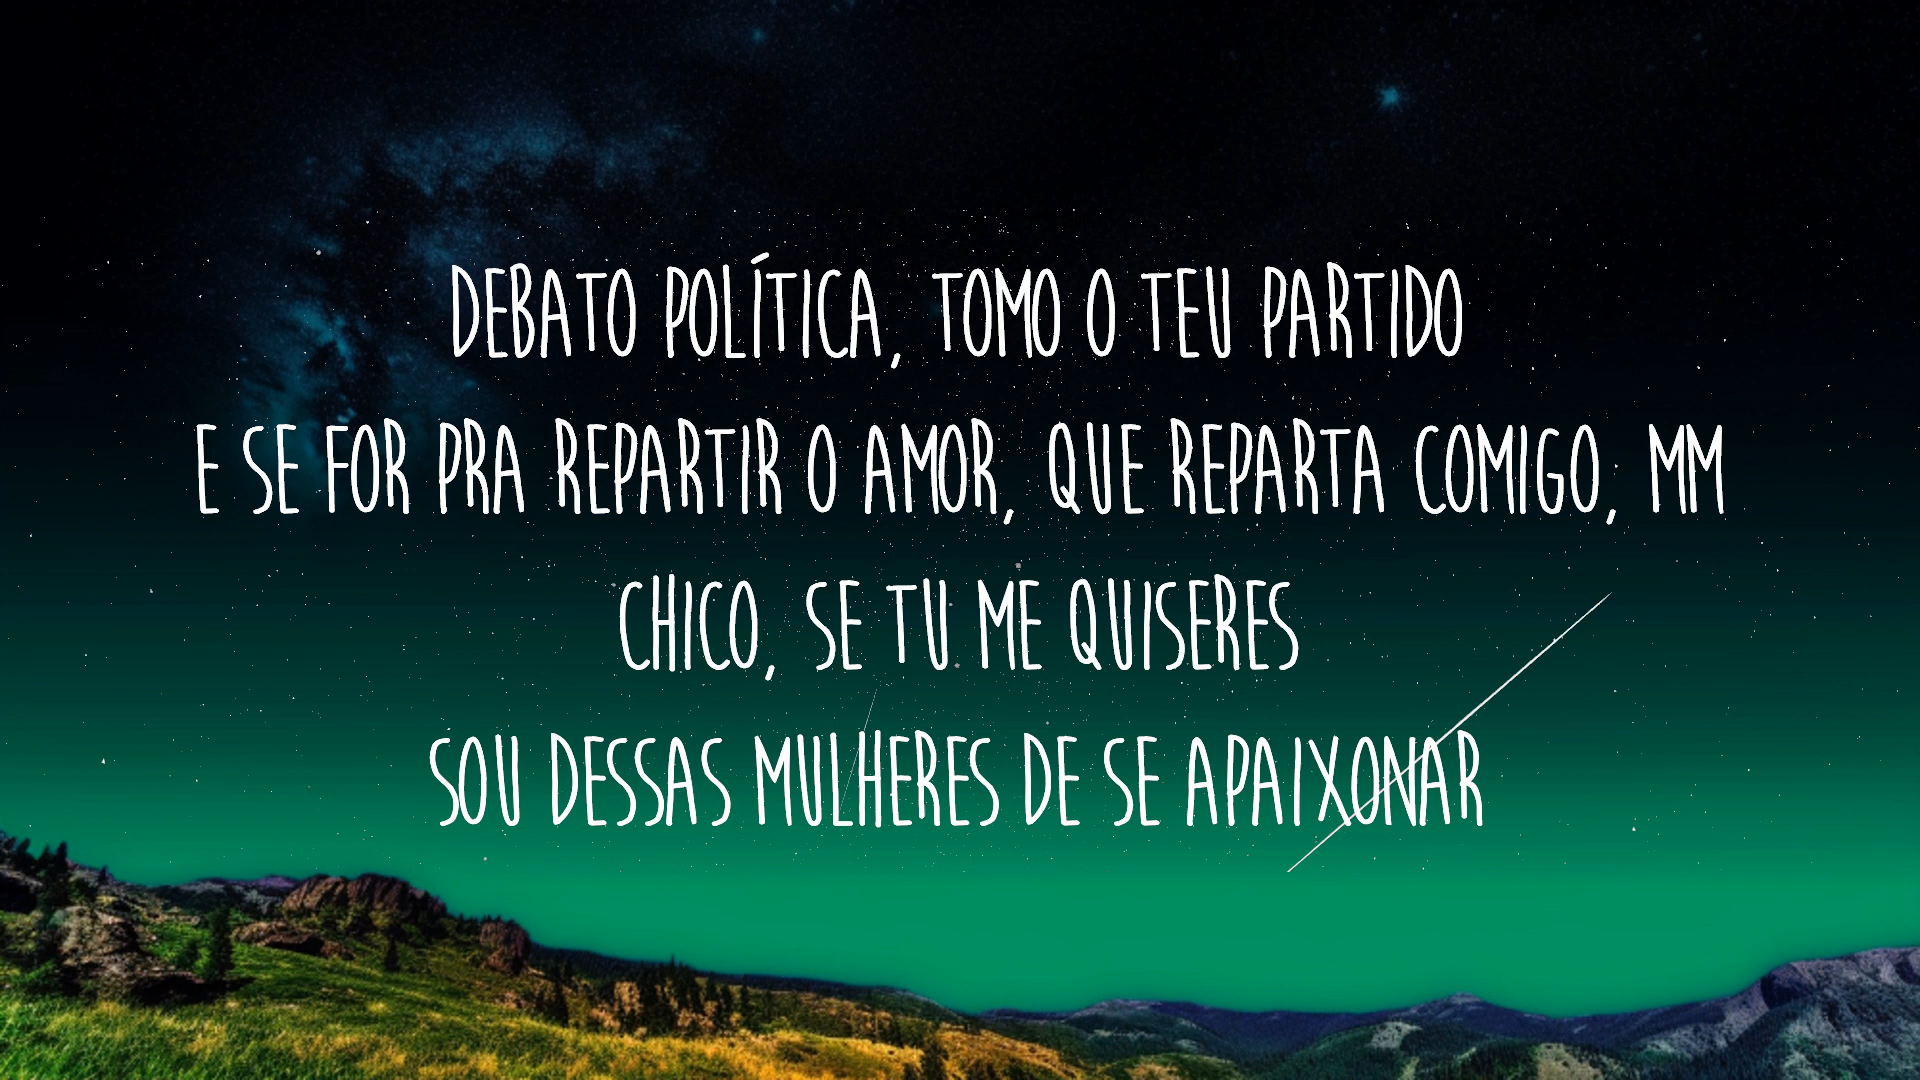 DEBATO POLÍTICA, TOMO O TEU PARTIDO
E SE FOR PRA REPARTIR O AMOR, QUE REPARTA COMIGO, MM
CHICO, SE TU ME QUISERES
SOU DESSAS MULHERES DE SE APAIXONAR